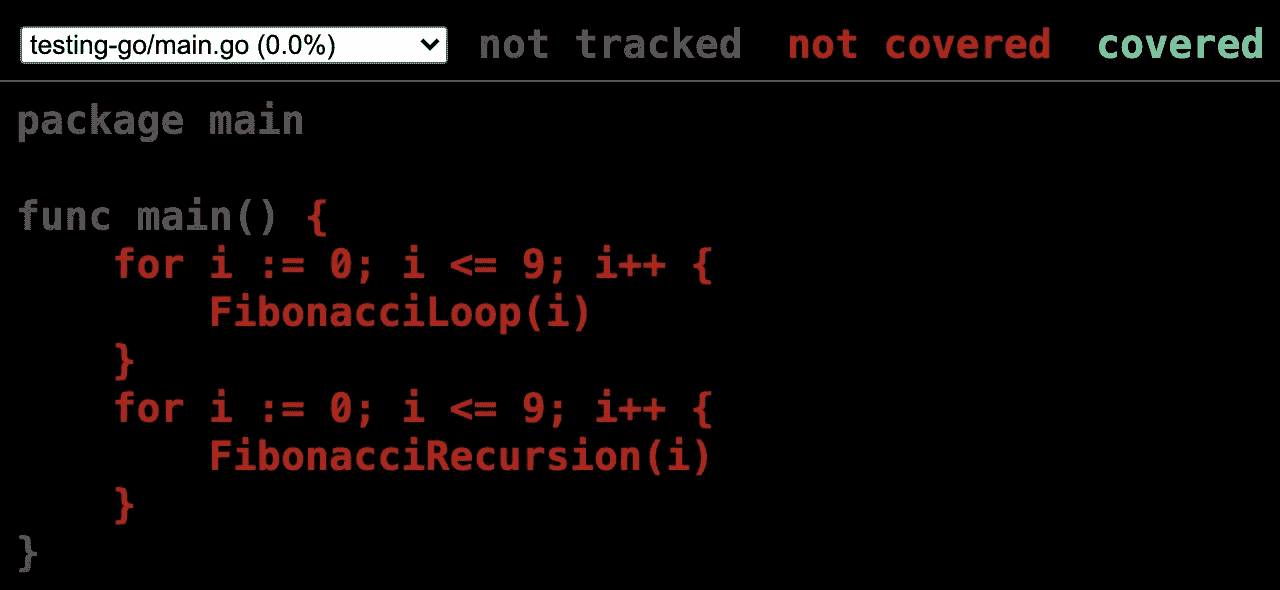 testing-go/main.go (0.0%) not tracked not covered covered
package main
func main() {
for i := 0; i <= 9; i++ {
FibonacciLoop(i)
}
for i := 0; i <= 9; i++ {
FibonacciRecursion(i)
}
}